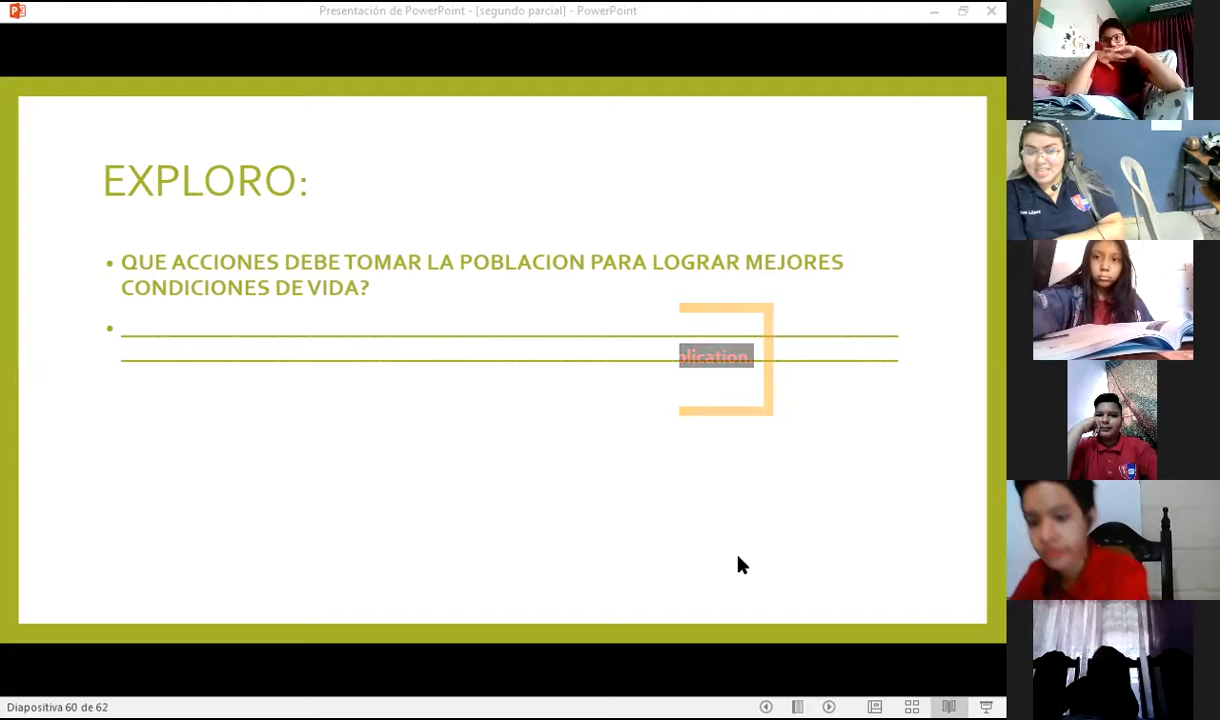 Presentación de PowerPoint - [segundo parcial] - PowerPoint
EXPLORO:
• QUE ACCIONES DEBE TOMAR LA POBLACION PARA LOGRAR MEJORES
CONDICIONES DE VIDA?
plication.
Diapositiva 60 de 62